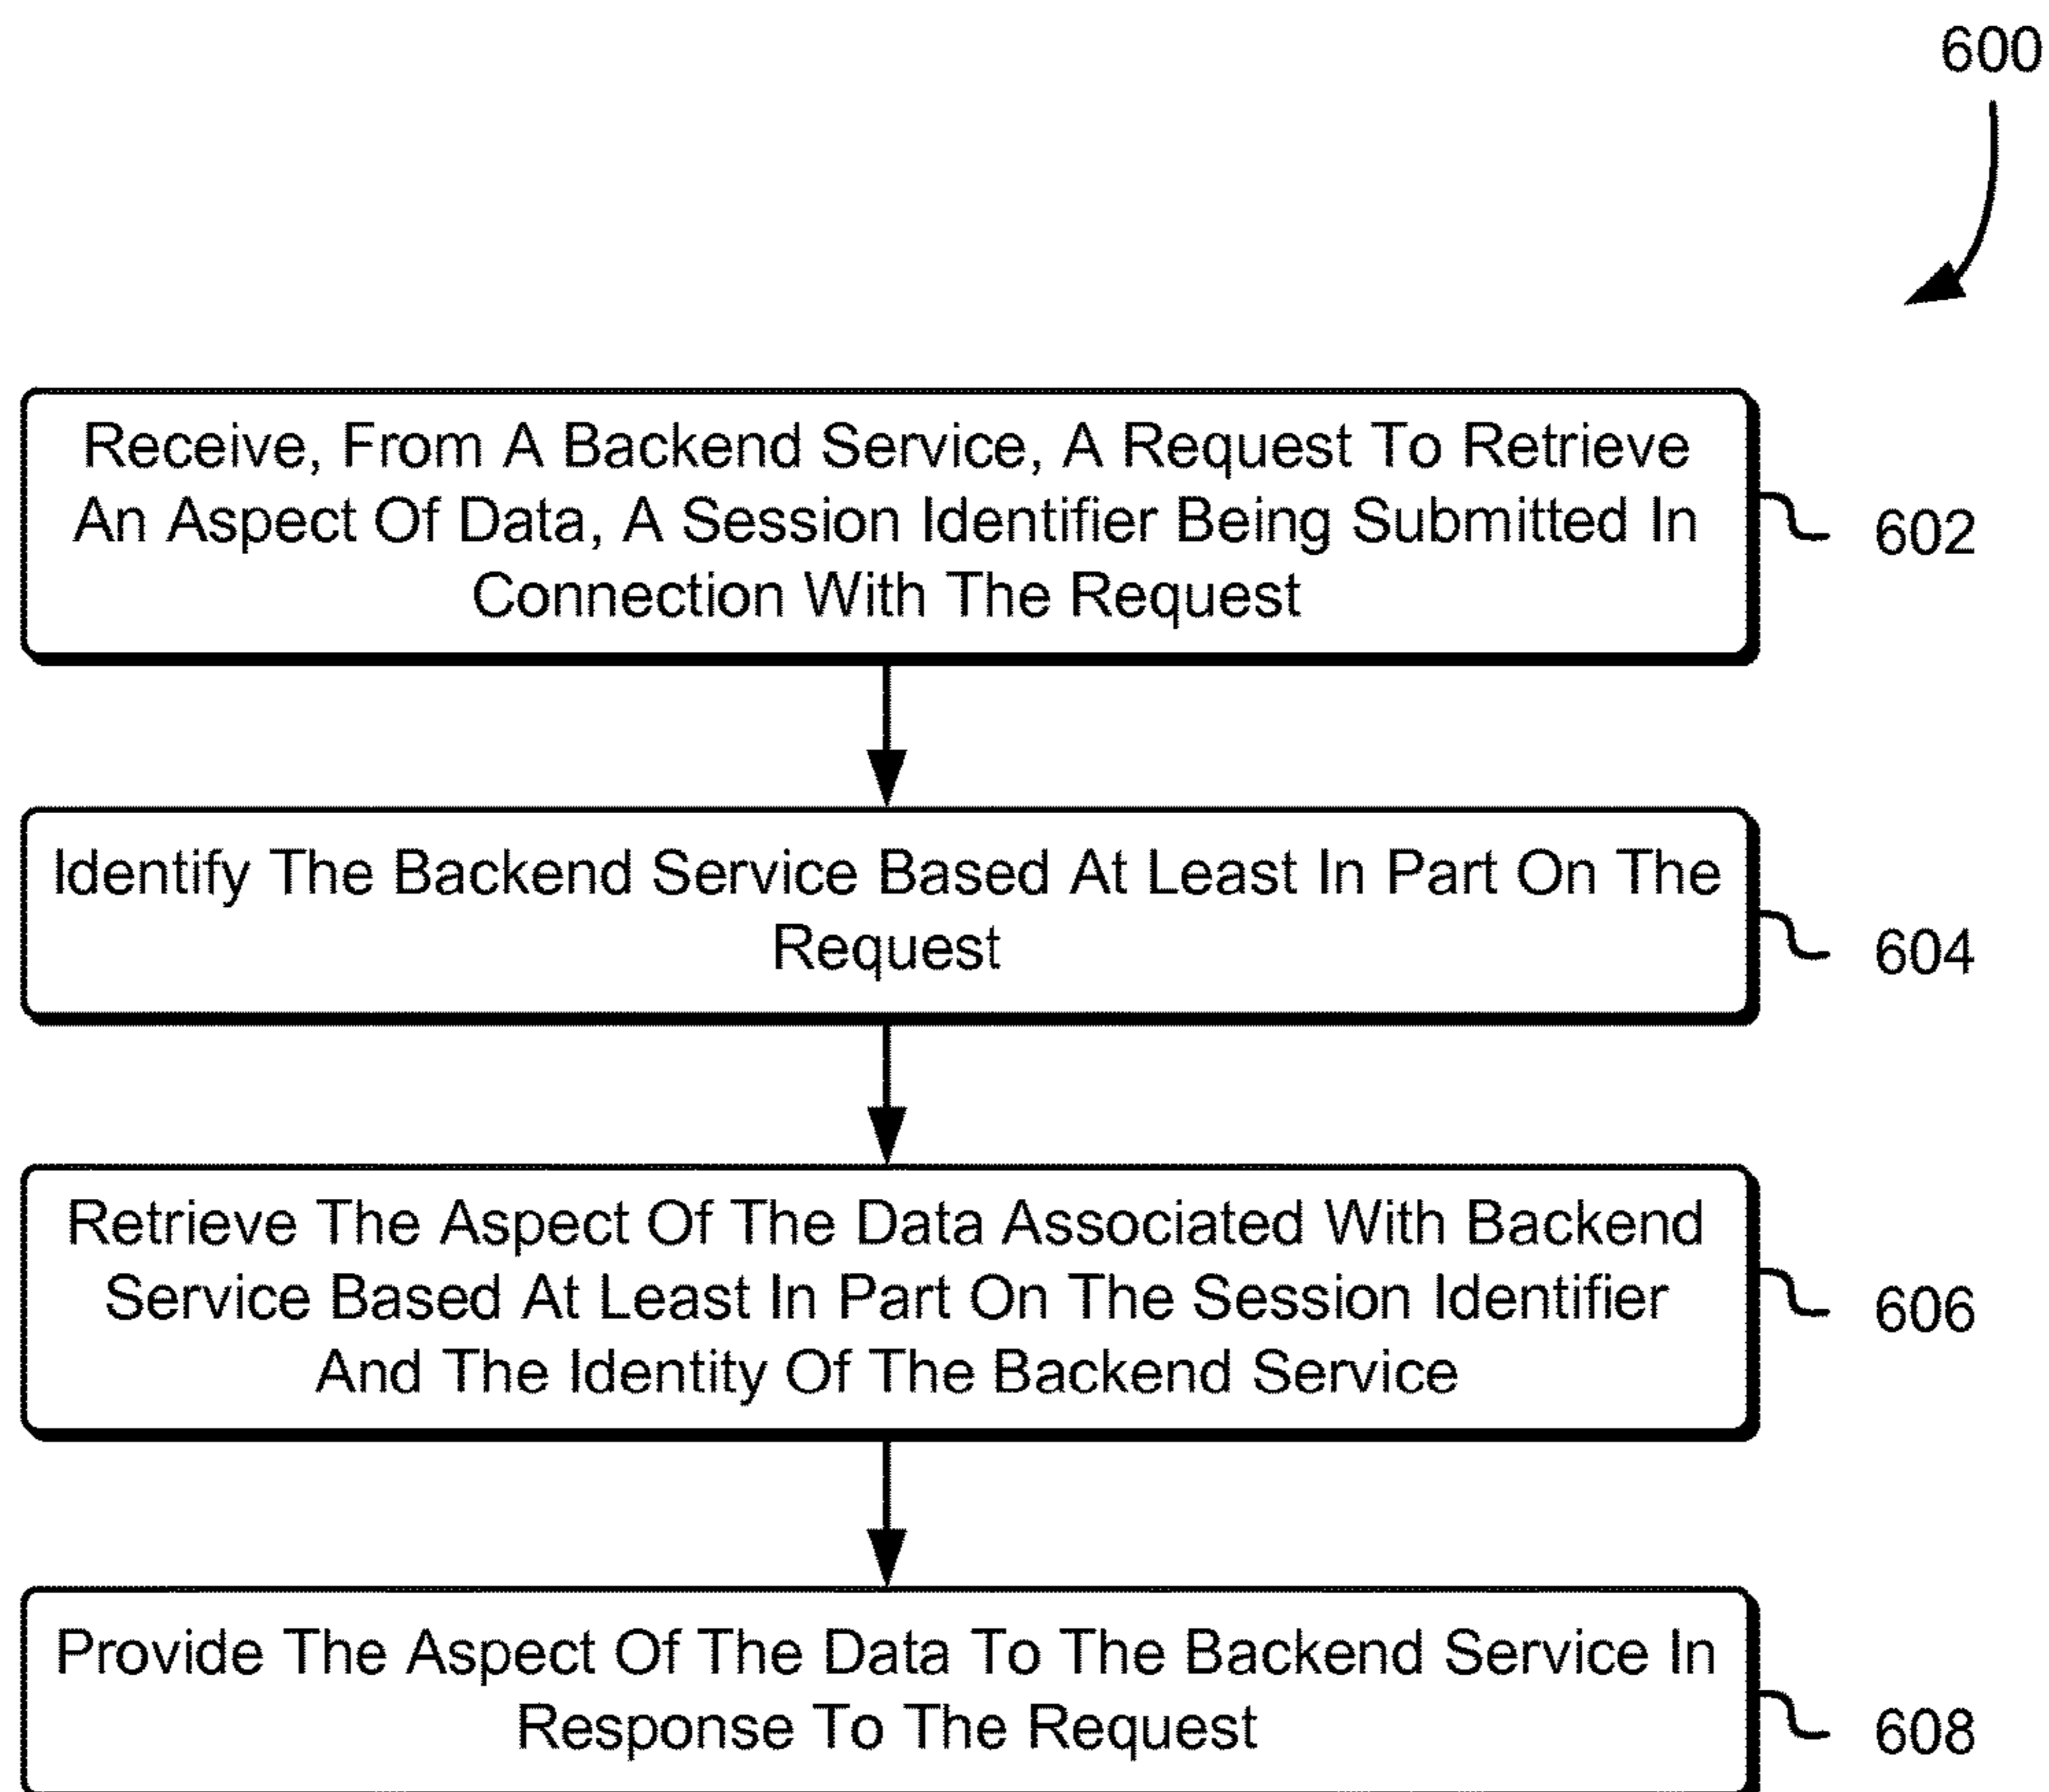 600
Receive, From A Backend Service, A Request To Retrieve
An Aspect Of Data, A Session Identifier Being Submitted In
Connection With The Request
602
Identify The Backend Service Based At Least In Part On The
Request
604
Retrieve The Aspect Of The Data Associated With Backend
Service Based At Least In Part On The Session Identifier
And The Identity Of The Backend Service
606
Provide The Aspect Of The Data To The Backend Service In
Response To The Request
608